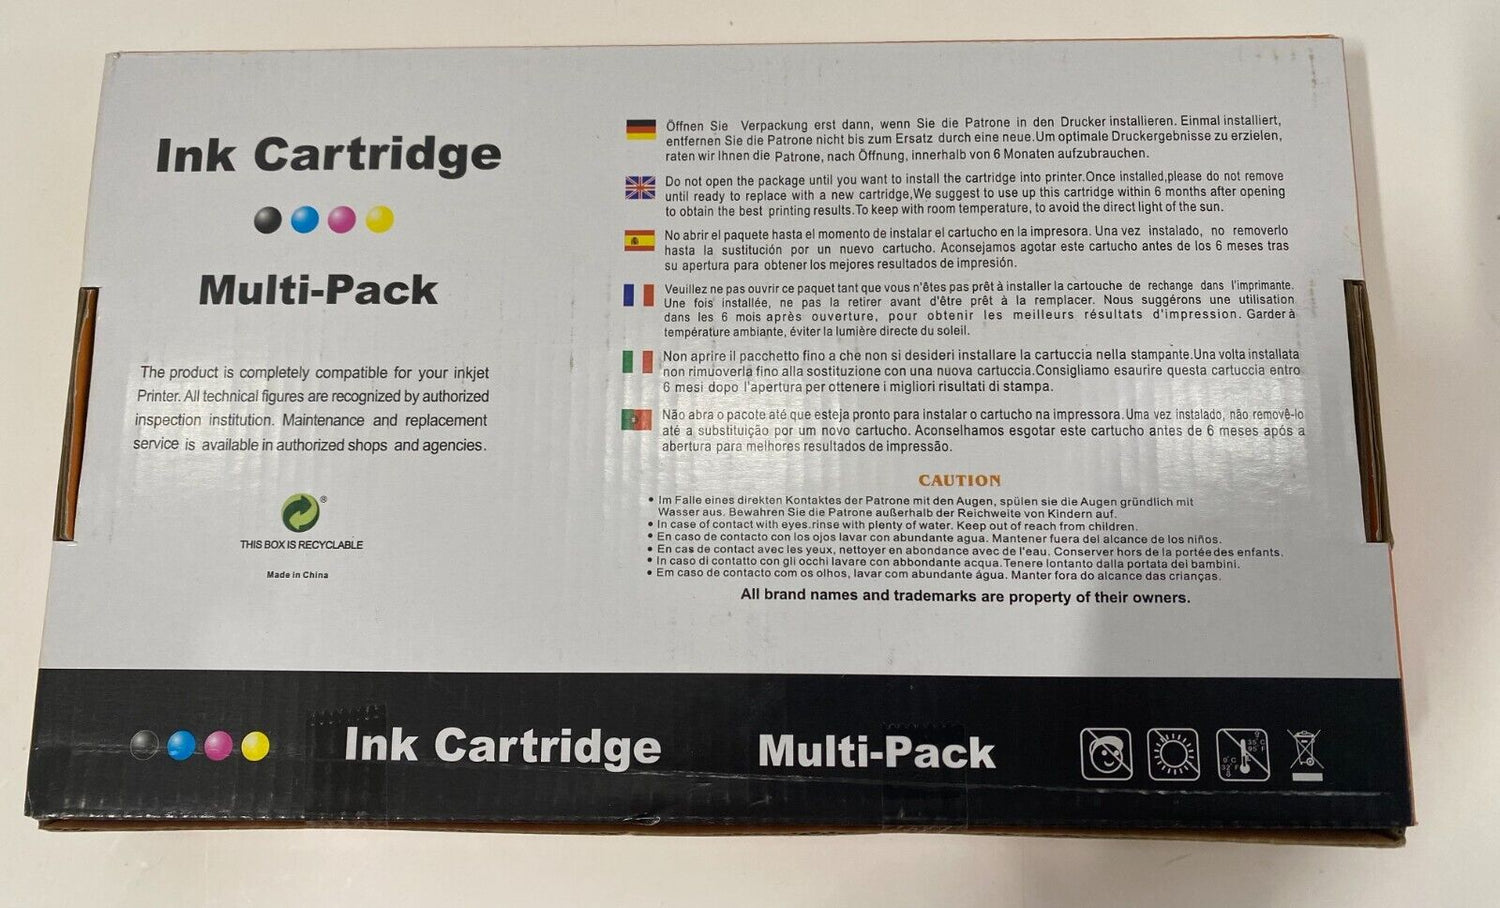 Ink Cartridge
Multi-Pack
The product is completely compatible for your inkjet
Printer. All technical figures are recognized by authorized
inspection institution. Maintenance and replacement
service is available in authorized shops and agencies.
®
THIS BOX IS RECYCLABLE
Made in China
Öffnen Sie Verpackung erst dann, wenn Sie die Patrone in den Drucker installieren. Einmal installiert,
entfernen Sie die Patrone nicht bis zum Ersatz durch eine neue.Um optimale Druckergebnisse zu erzielen,
raten wir Ihnen die Patrone, nach Öffnung, innerhalb von 6 Monaten aufzubrauchen.
Do not open the package until you want to install the cartridge into printer.Once installed,please do not remove
until ready to replace with a new cartridge,We suggest to use up this cartridge within 6 months after opening
to obtain the best printing results.To keep with room temperature, to avoid the direct light of the sun.
No abrir el paquete hasta el momento de instalar el cartucho en la impresora. Una vez instalado, no removerlo
hasta la sustitución por un nuevo cartucho. Aconsejamos agotar este cartucho antes de los 6 meses tras
su apertura para obtener los mejores resultados de impresión.
Veuillez ne pas ouvrir ce paquet tant que vous n'êtes pas prêt à installer la cartouche de rechange dans l'imprimante.
Une fois installée, ne pas la retirer avant d'être prêt à la remplacer. Nous suggérons une utilisation
dans les 6 mois après ouverture, pour obtenir les meilleurs résultats d'impression. Garder à
température ambiante, éviter la lumière directe du soleil.
Non aprire il pacchetto fino a che non si desideri installare la cartuccia nella stampante.Una volta installata
non rimuoverla fino alla sostituzione con una nuova cartuccia.Consigliamo esaurire questa cartuccia entro
6 mesi dopo l'apertura per ottenere i migliori risultati di stampa.
Não abra o pacote até que esteja pronto para instalar o cartucho na impressora. Uma vez instalado, não removê-lo
até a substituição por um novo cartucho. Aconselhamos esgotar este cartucho antes de 6 meses após a
abertura para melhores resultados de impressão.
CAUTION
• Im Falle eines direkten Kontaktes der Patrone mit den Augen, spülen sie die Augen gründlich mit
Wasser aus. Bewahren Sie die Patrone außerhalb der Reichweite von Kindern auf.
• In case of contact with eyes.rinse with plenty of water. Keep out of reach from children.
• En caso de contacto con los ojos lavar con abundante agua. Mantener fuera del alcance de los niños.
• En cas de contact avec les yeux, nettoyer en abondance avec de l'eau. Conserver hors de la portée des enfants.
• In caso di contatto con gli occhi lavare con abbondante acqua.Tenere lontanto dalla portata dei bambini.
• Em caso de contacto com os olhos, lavar com abundante água. Manter fora do alcance das crianças.
All brand names and trademarks are property of their owners.
Ink Cartridge
Multi-Pack
35°C
95°F
0°C
32°F